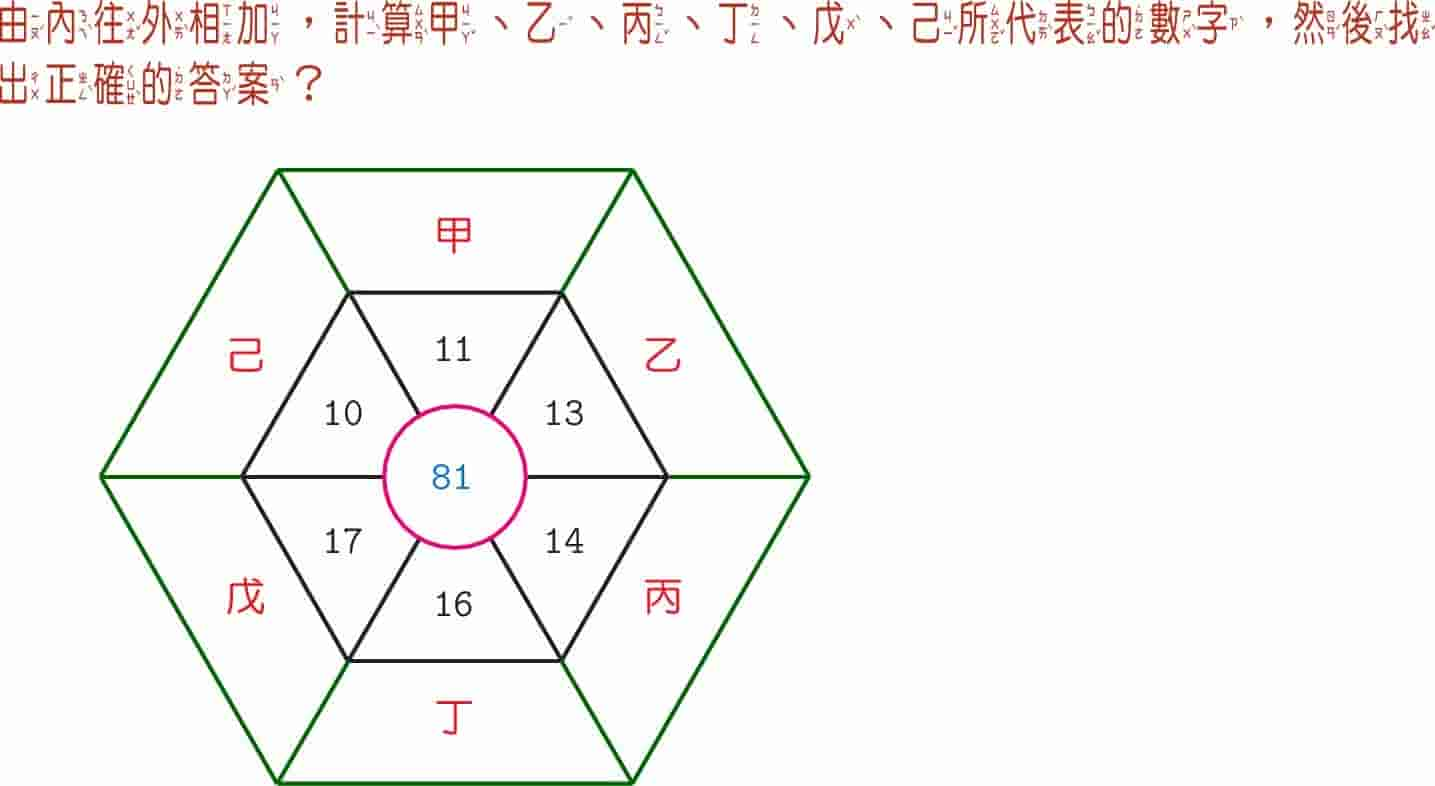 由內往外相加，計算甲、乙、丙、丁、戊、己所代表的數字，然後找
出正確的答案？
甲
己
11
乙
10
13
81
17
14
戊
16
丙
丁